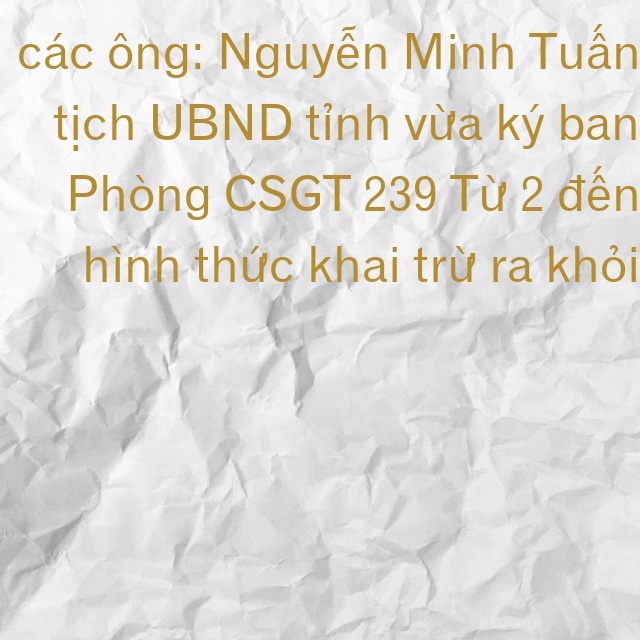 các ông: Nguyễn Minh Tuấn
tịch UBND tỉnh vừa ký ban
Phòng CSGT 239 Từ 2 đến
hình thức khai trừ ra khỏi